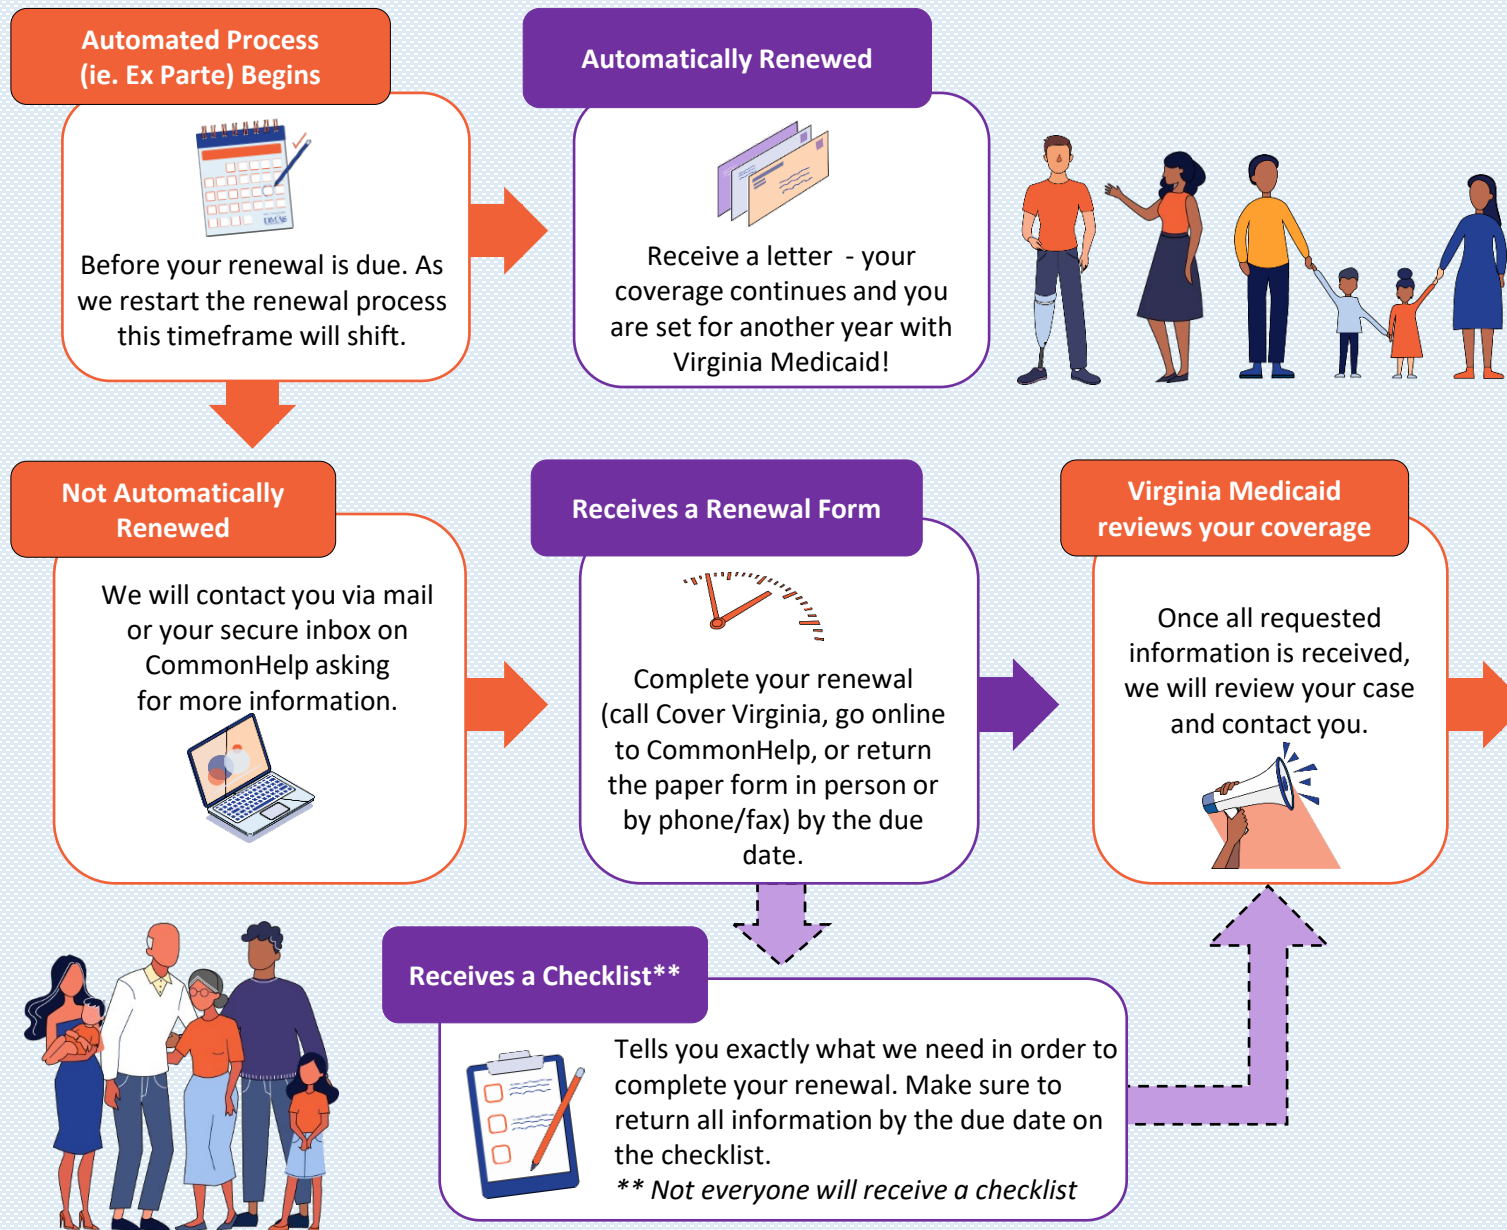 Automated Process
(ie. Ex Parte) Begins
Before your renewal is due. As
we restart the renewal process
this timeframe will shift.
Automatically Renewed
Receive a letter - your
coverage continues and you
are set for another year with
Virginia Medicaid!
Not Automatically
Renewed
We will contact you via mail
or your secure inbox on
CommonHelp asking
for more information.
Receives a Renewal Form
Complete your renewal
(call Cover Virginia, go online
to CommonHelp, or return
the paper form in person or
by phone/fax) by the due
date.
Virginia Medicaid
reviews your coverage
Once all requested
information is received,
we will review your case
and contact you.
Receives a Checklist**
Tells you exactly what we need in order to
complete your renewal. Make sure to
return all information by the due date on
the checklist.
** Not everyone will receive a checklist